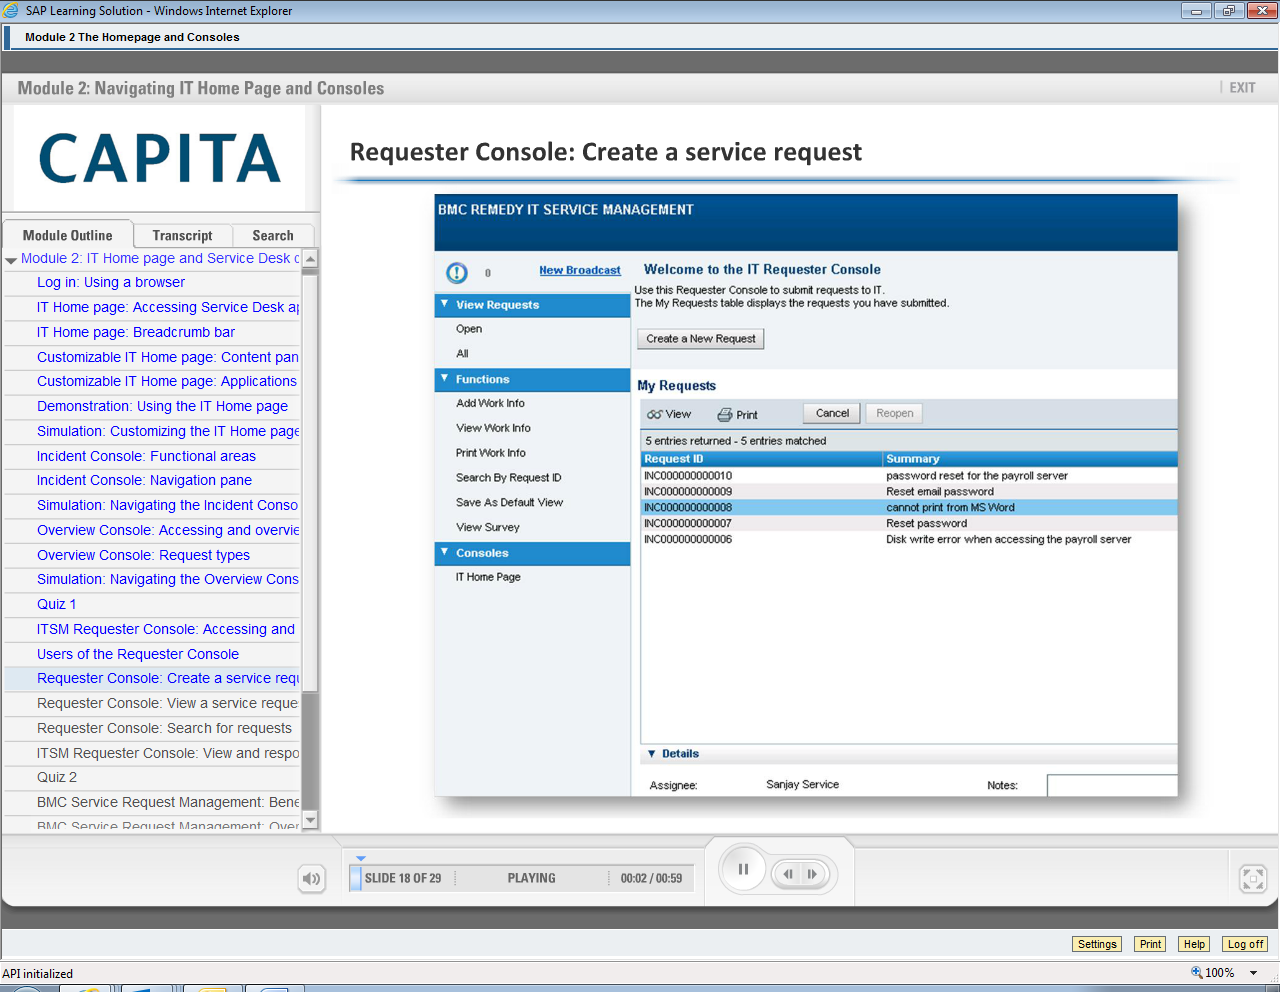 SAP Learning Solution - Windows Internet Explorer
Module 2 The Homepage and Consoles
Module 2: Navigating IT Home Page and Consoles
EXIT
CAPITA
Module Outline
Transcript
Search
Module 2: IT Home page and Service Desk c
Log in: Using a browser
IT Home page: Accessing Service Desk ap
IT Home page: Breadcrumb bar
Customizable IT Home page: Content pan
Customizable IT Home page: Applications
Demonstration: Using the IT Home page
Simulation: Customizing the IT Home page
Incident Console: Functional areas
Incident Console: Navigation pane
Simulation: Navigating the Incident Conso
Overview Console: Accessing and overvie
Overview Console: Request types
Simulation: Navigating the Overview Cons
Quiz 1
ITSM Requester Console: Accessing and
Users of the Requester Console
Requester Console: Create a service requ
Requester Console: View a service reque
Requester Console: Search for requests
ITSM Requester Console: View and respo
Quiz 2
BMC Service Request Management: Bene
BMC Service Request Management: Over
Requester Console: Create a service request
BMC REMEDY IT SERVICE MANAGEMENT
0 New Broadcast
View Requests
Open
All
Functions
Add Work Info
View Work Info
Print Work Info
Search By Request ID
Save As Default View
View Survey
Consoles
IT Home Page
Welcome to the IT Requester Console
Use this Requester Console to submit requests to IT.
The My Requests table displays the requests you have submitted.
Create a New Request
My Requests
View Print Cancel Reopen
5 entries returned - 5 entries matched
Request ID Summary
INC000000000010 password reset for the payroll server
INC000000000009 Reset email password
INC000000000008 cannot print from MS Word
INC000000000007 Reset password
INC000000000006 Disk write error when accessing the payroll server
Details
Assignee: Sanjay Service Notes:
SLIDE 18 OF 29 PLAYING 00:02 / 00:59
Settings Print Help Log off
API initialized
100%